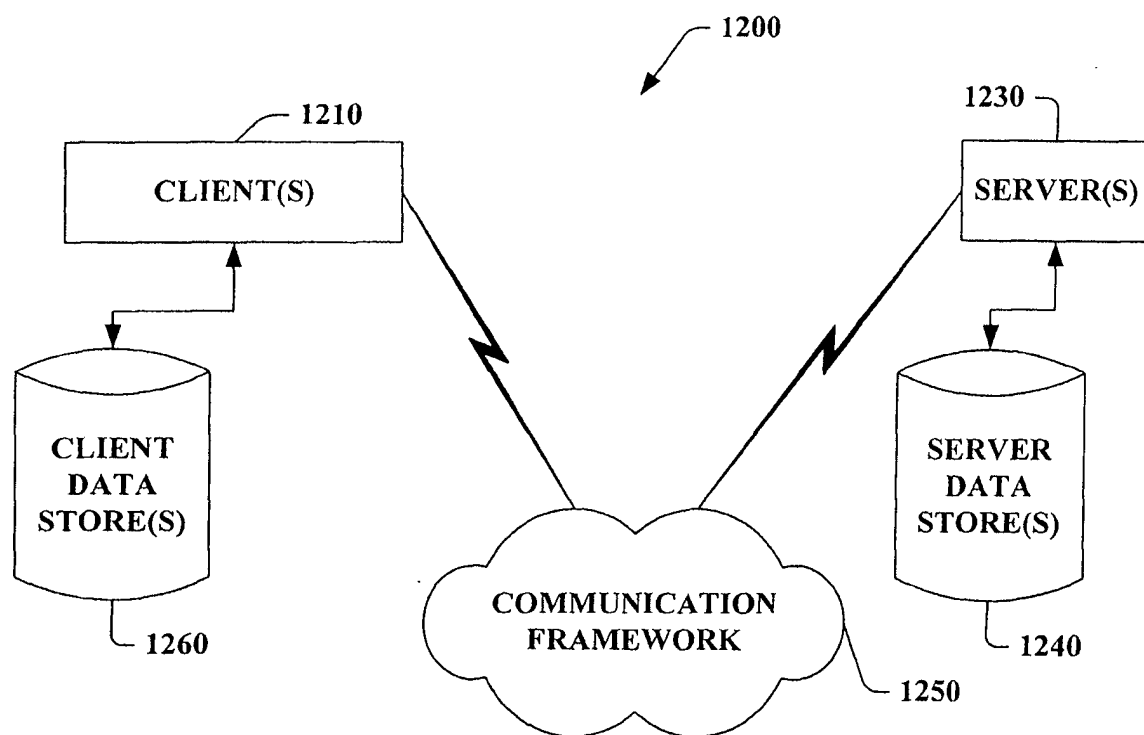 1200
1210
1230
CLIENT(S)
SERVER(S)
CLIENT
DATA
STORE(S)
SERVER
DATA
STORE(S)
COMMUNICATION
FRAMEWORK
1260
1240
1250